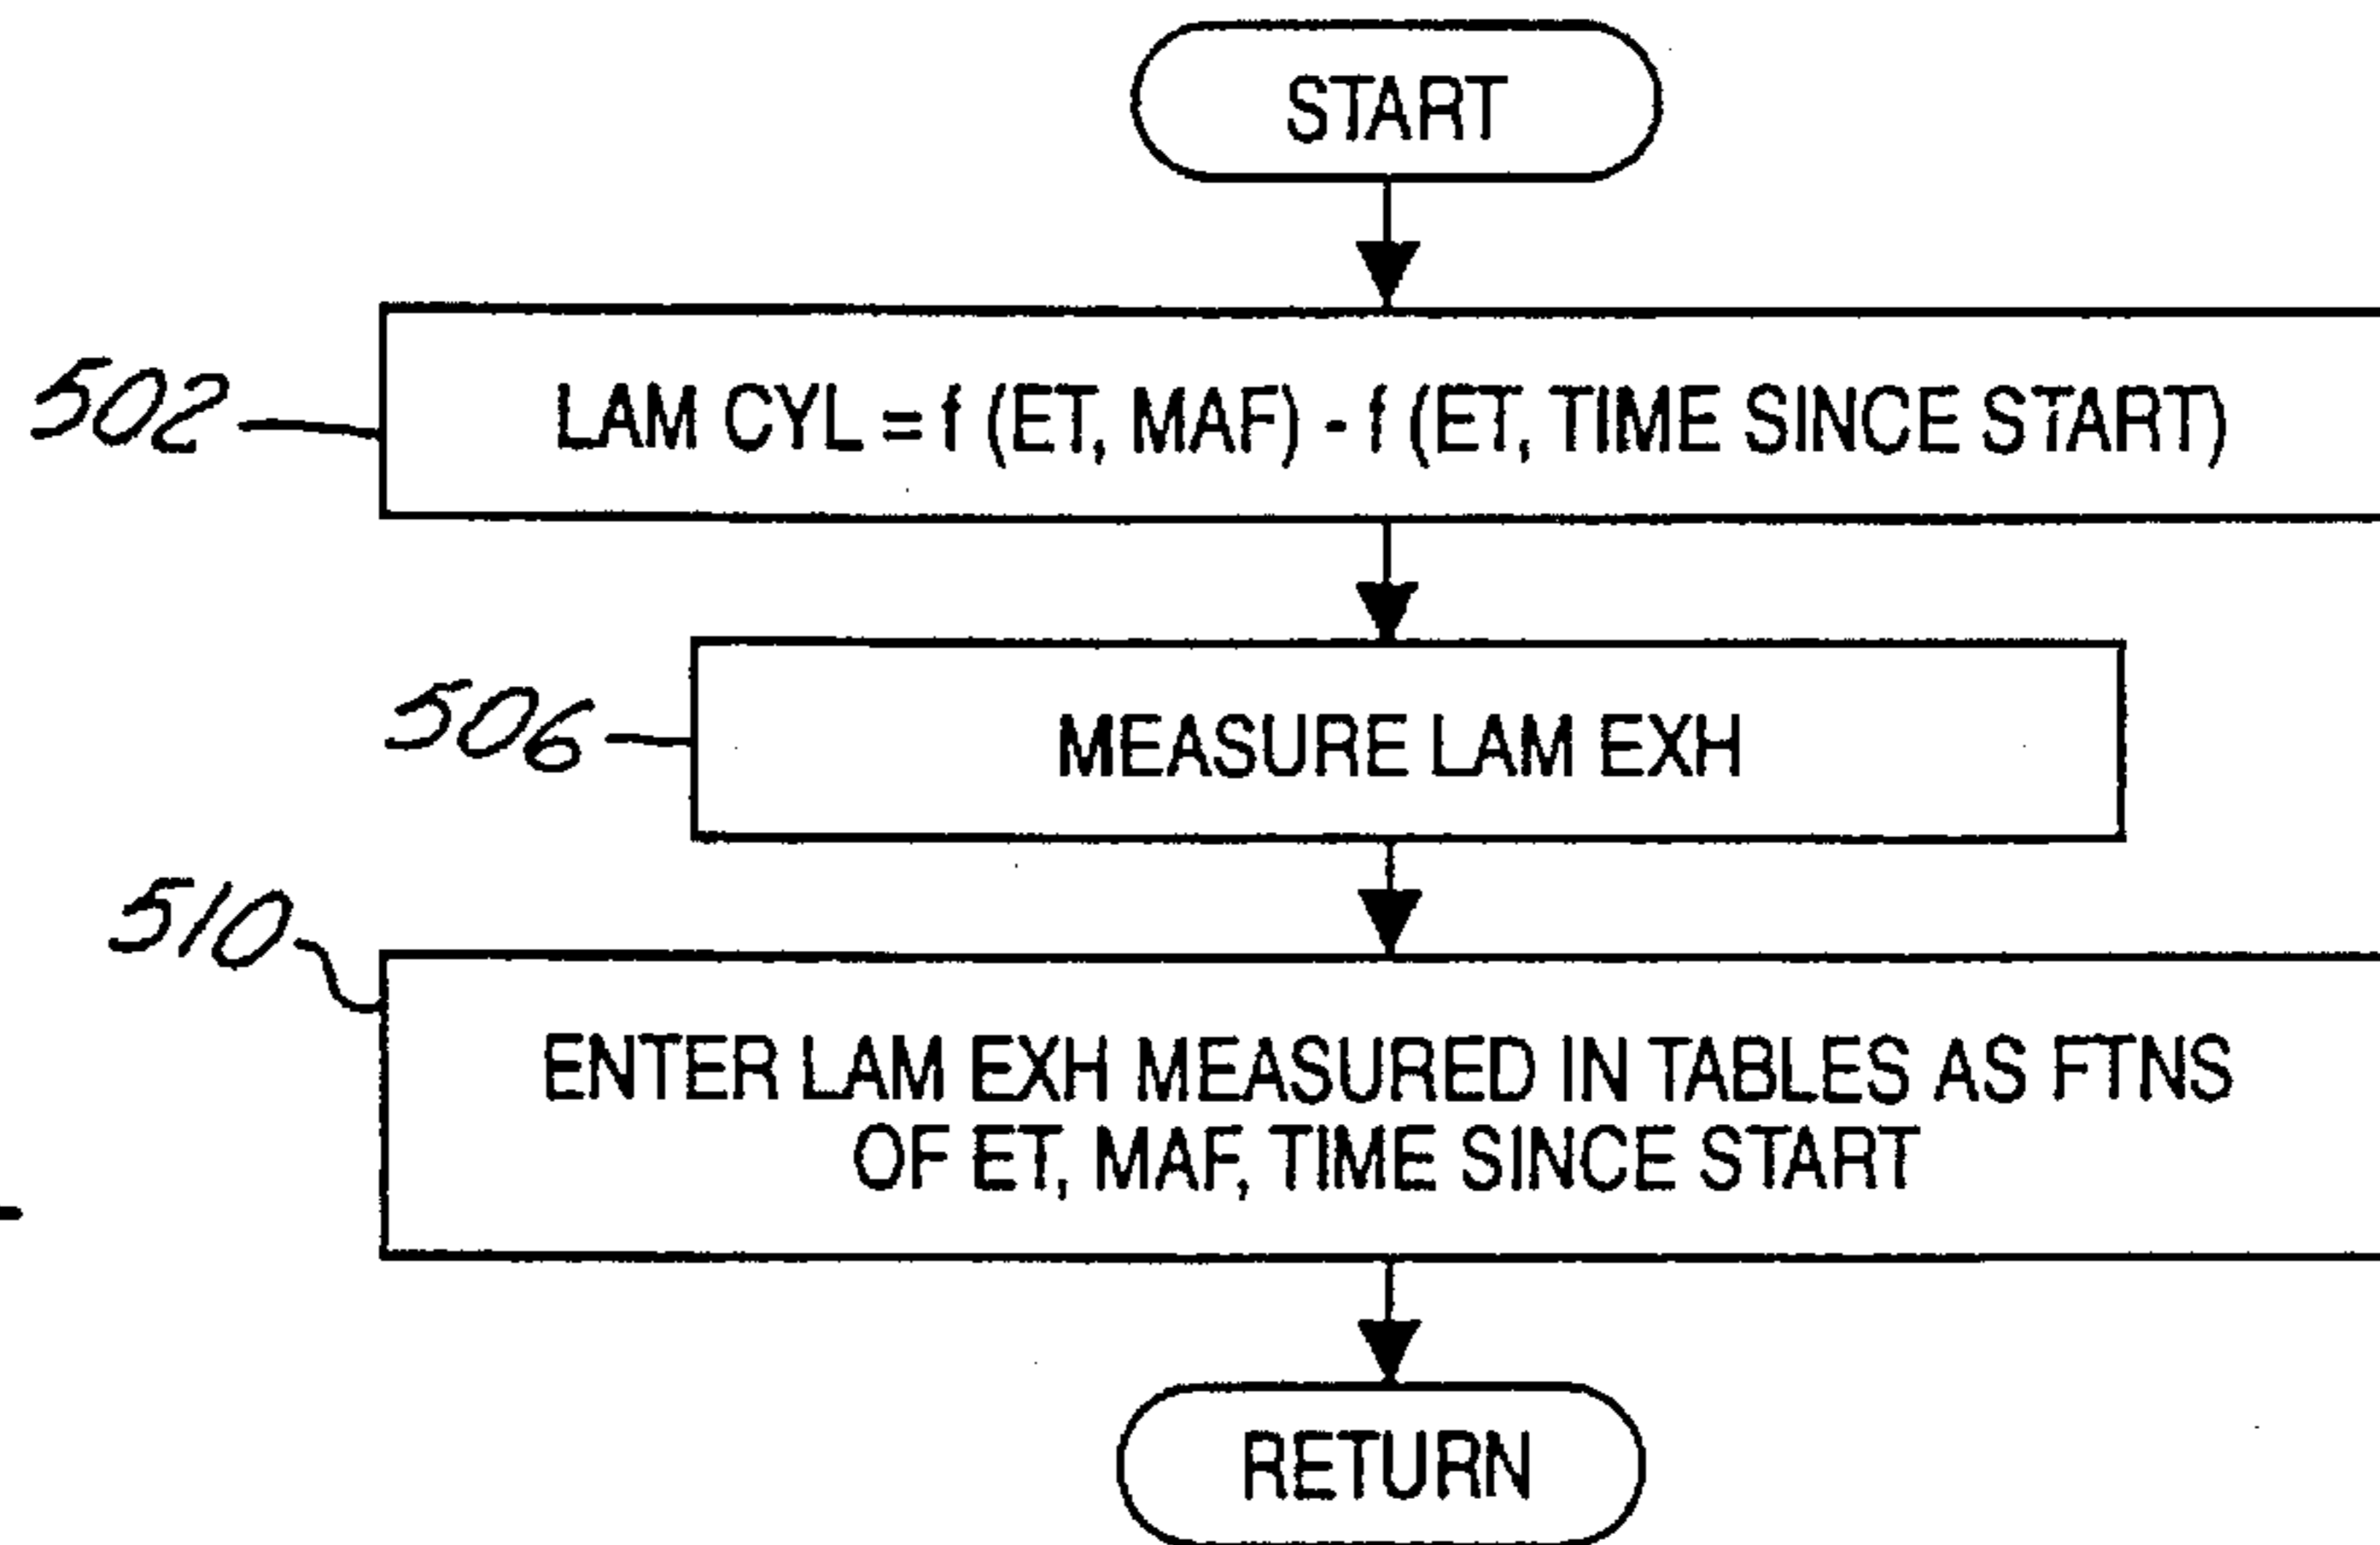 START
502
LAM CYL = f (ET, MAF) - f (ET, TIME SINCE START)
506
MEASURE LAM EXH
510
ENTER LAM EXH MEASURED IN TABLES AS FTNS
OF ET, MAF, TIME SINCE START
RETURN